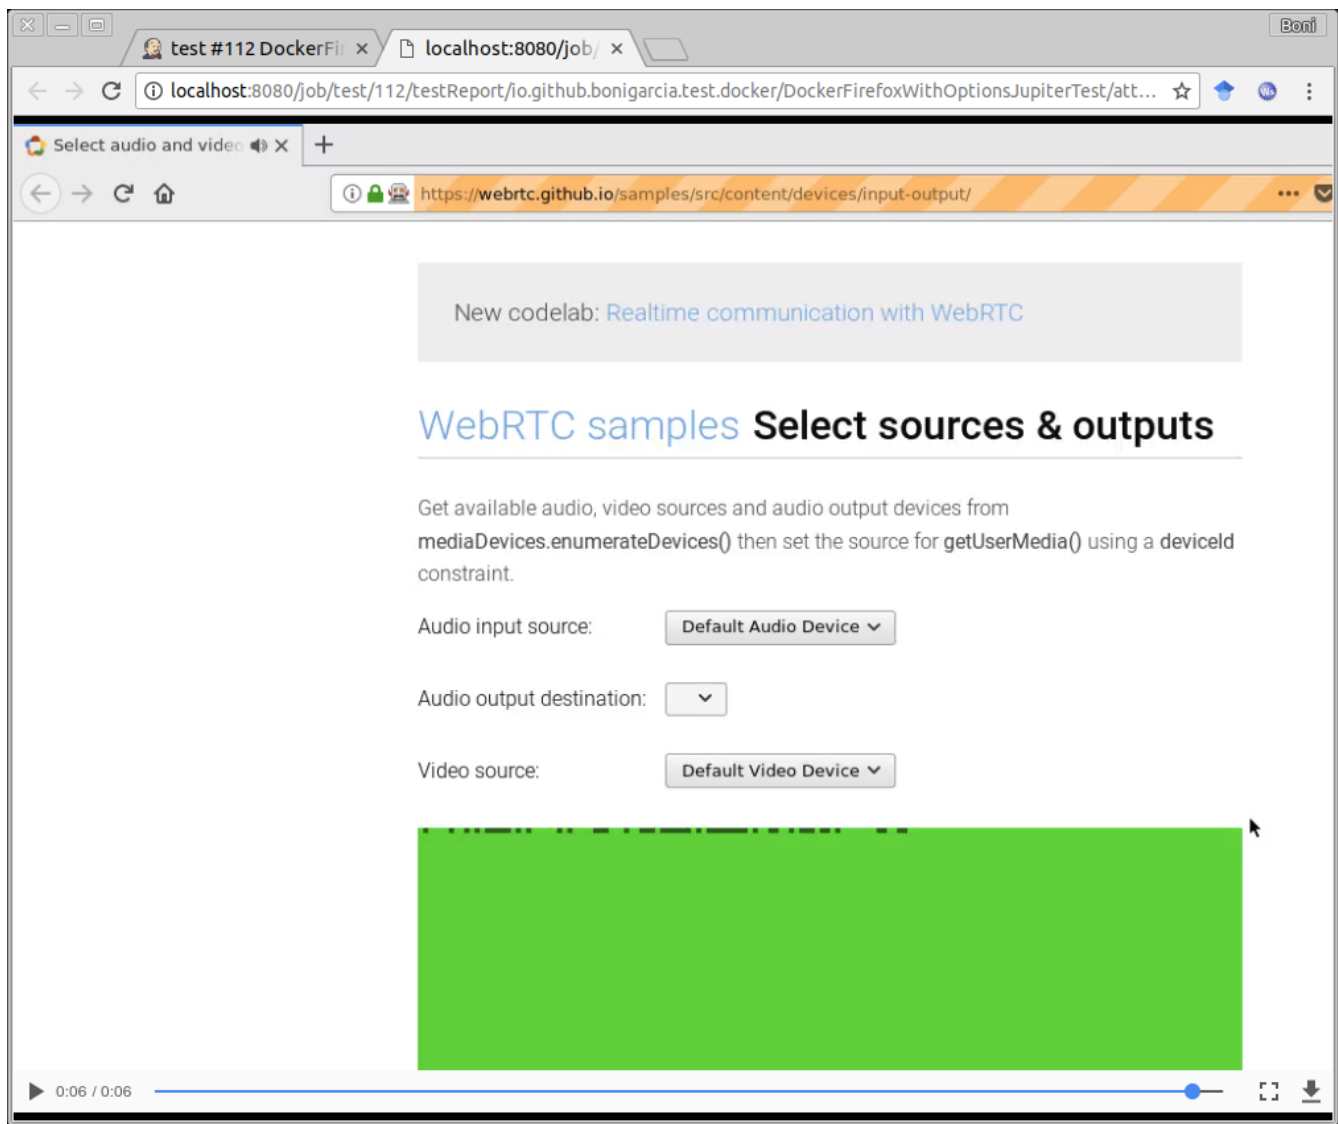 Boni
test #112 DockerFi
localhost:8080/job/
localhost:8080/job/test/112/testReport/io.github.bonigarcia.test.docker/DockerFirefoxWithOptionsJupiterTest/att...
Select audio and video
https://webrtc.github.io/samples/src/content/devices/input-output/
New codelab: Realtime communication with WebRTC
WebRTC samples Select sources & outputs
Get available audio, video sources and audio output devices from
mediaDevices.enumerateDevices() then set the source for getUserMedia() using a deviceId
constraint.
Audio input source: Default Audio Device
Audio output destination:
Video source: Default Video Device
0:06 / 0:06